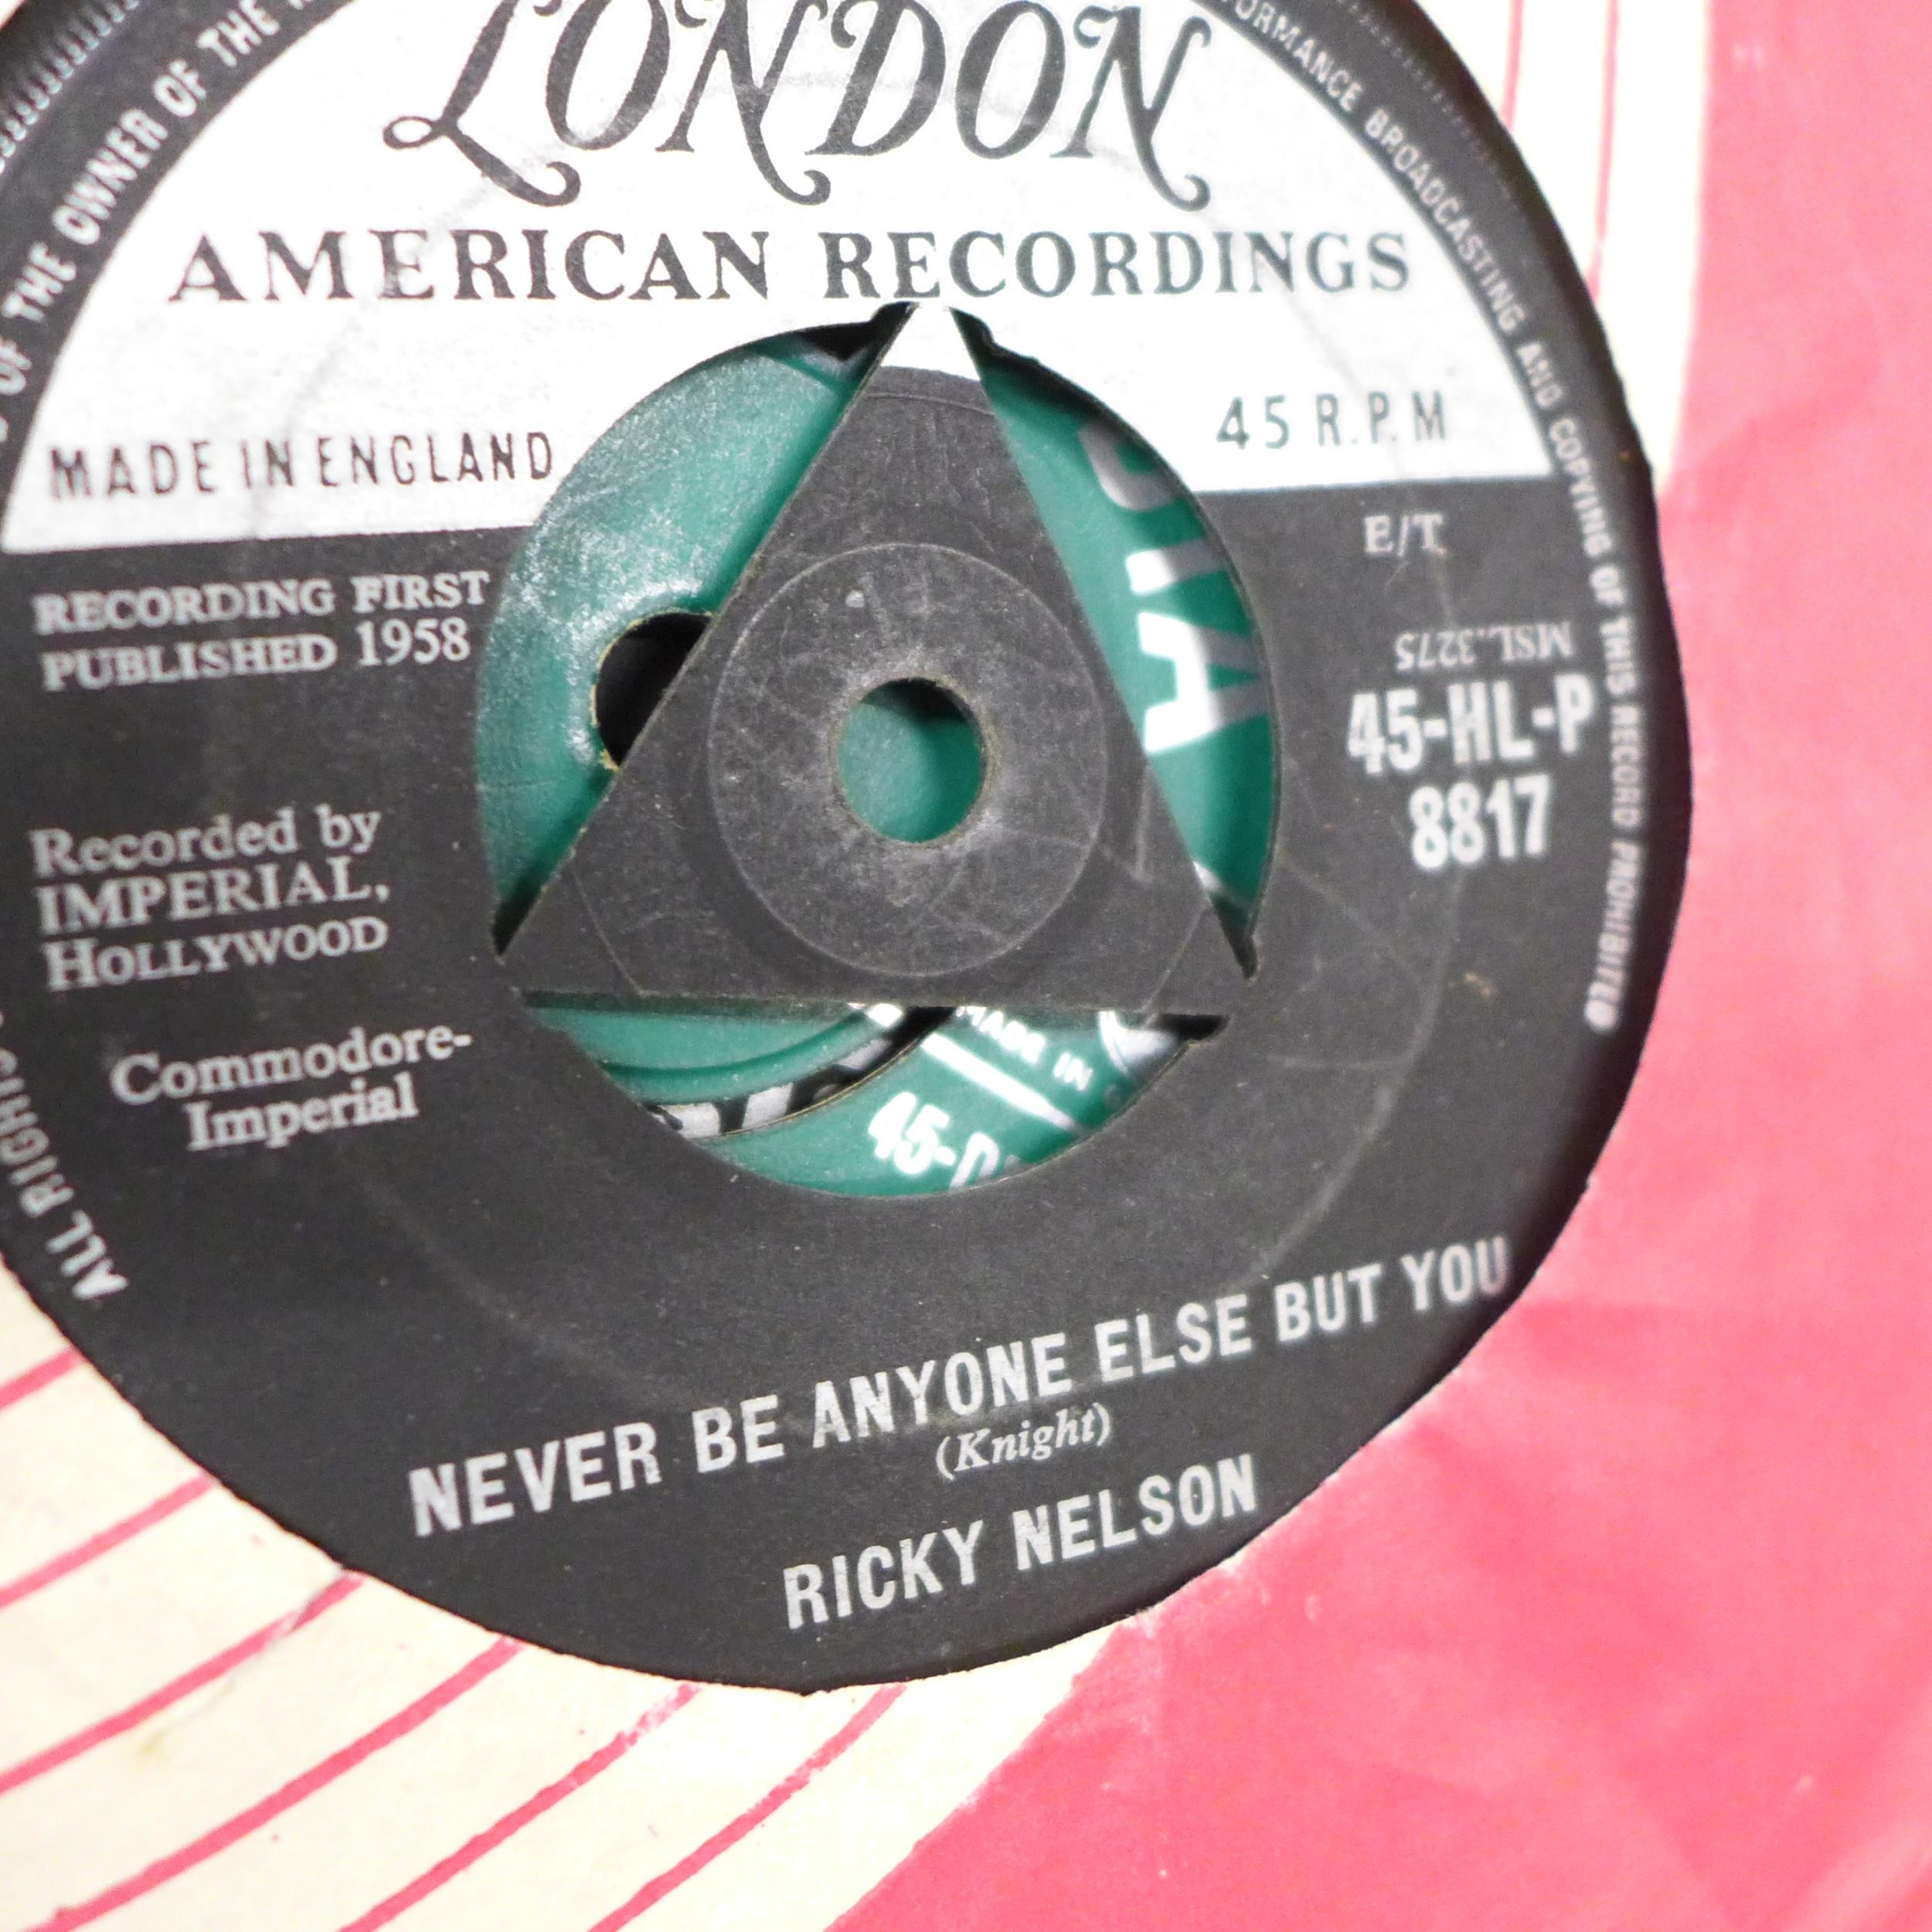 LONDON
AMERICAN RECORDINGS
MADE IN ENGLAND
45 R.P.M
E/T
RECORDING FIRST
PUBLISHED 1958
MSL.3275
45-HL-P
8817
Recorded by
IMPERIAL,
HOLLYWOOD
Commodore-
Imperial
MADE IN
45-D
NEVER BE ANYONE ELSE BUT YOU
(Knight)
RICKY NELSON
ALL RIGHTS
OF THE OWNER OF THE
BROADCASTING AND COPYING OF THIS RECORD PROHIBITED